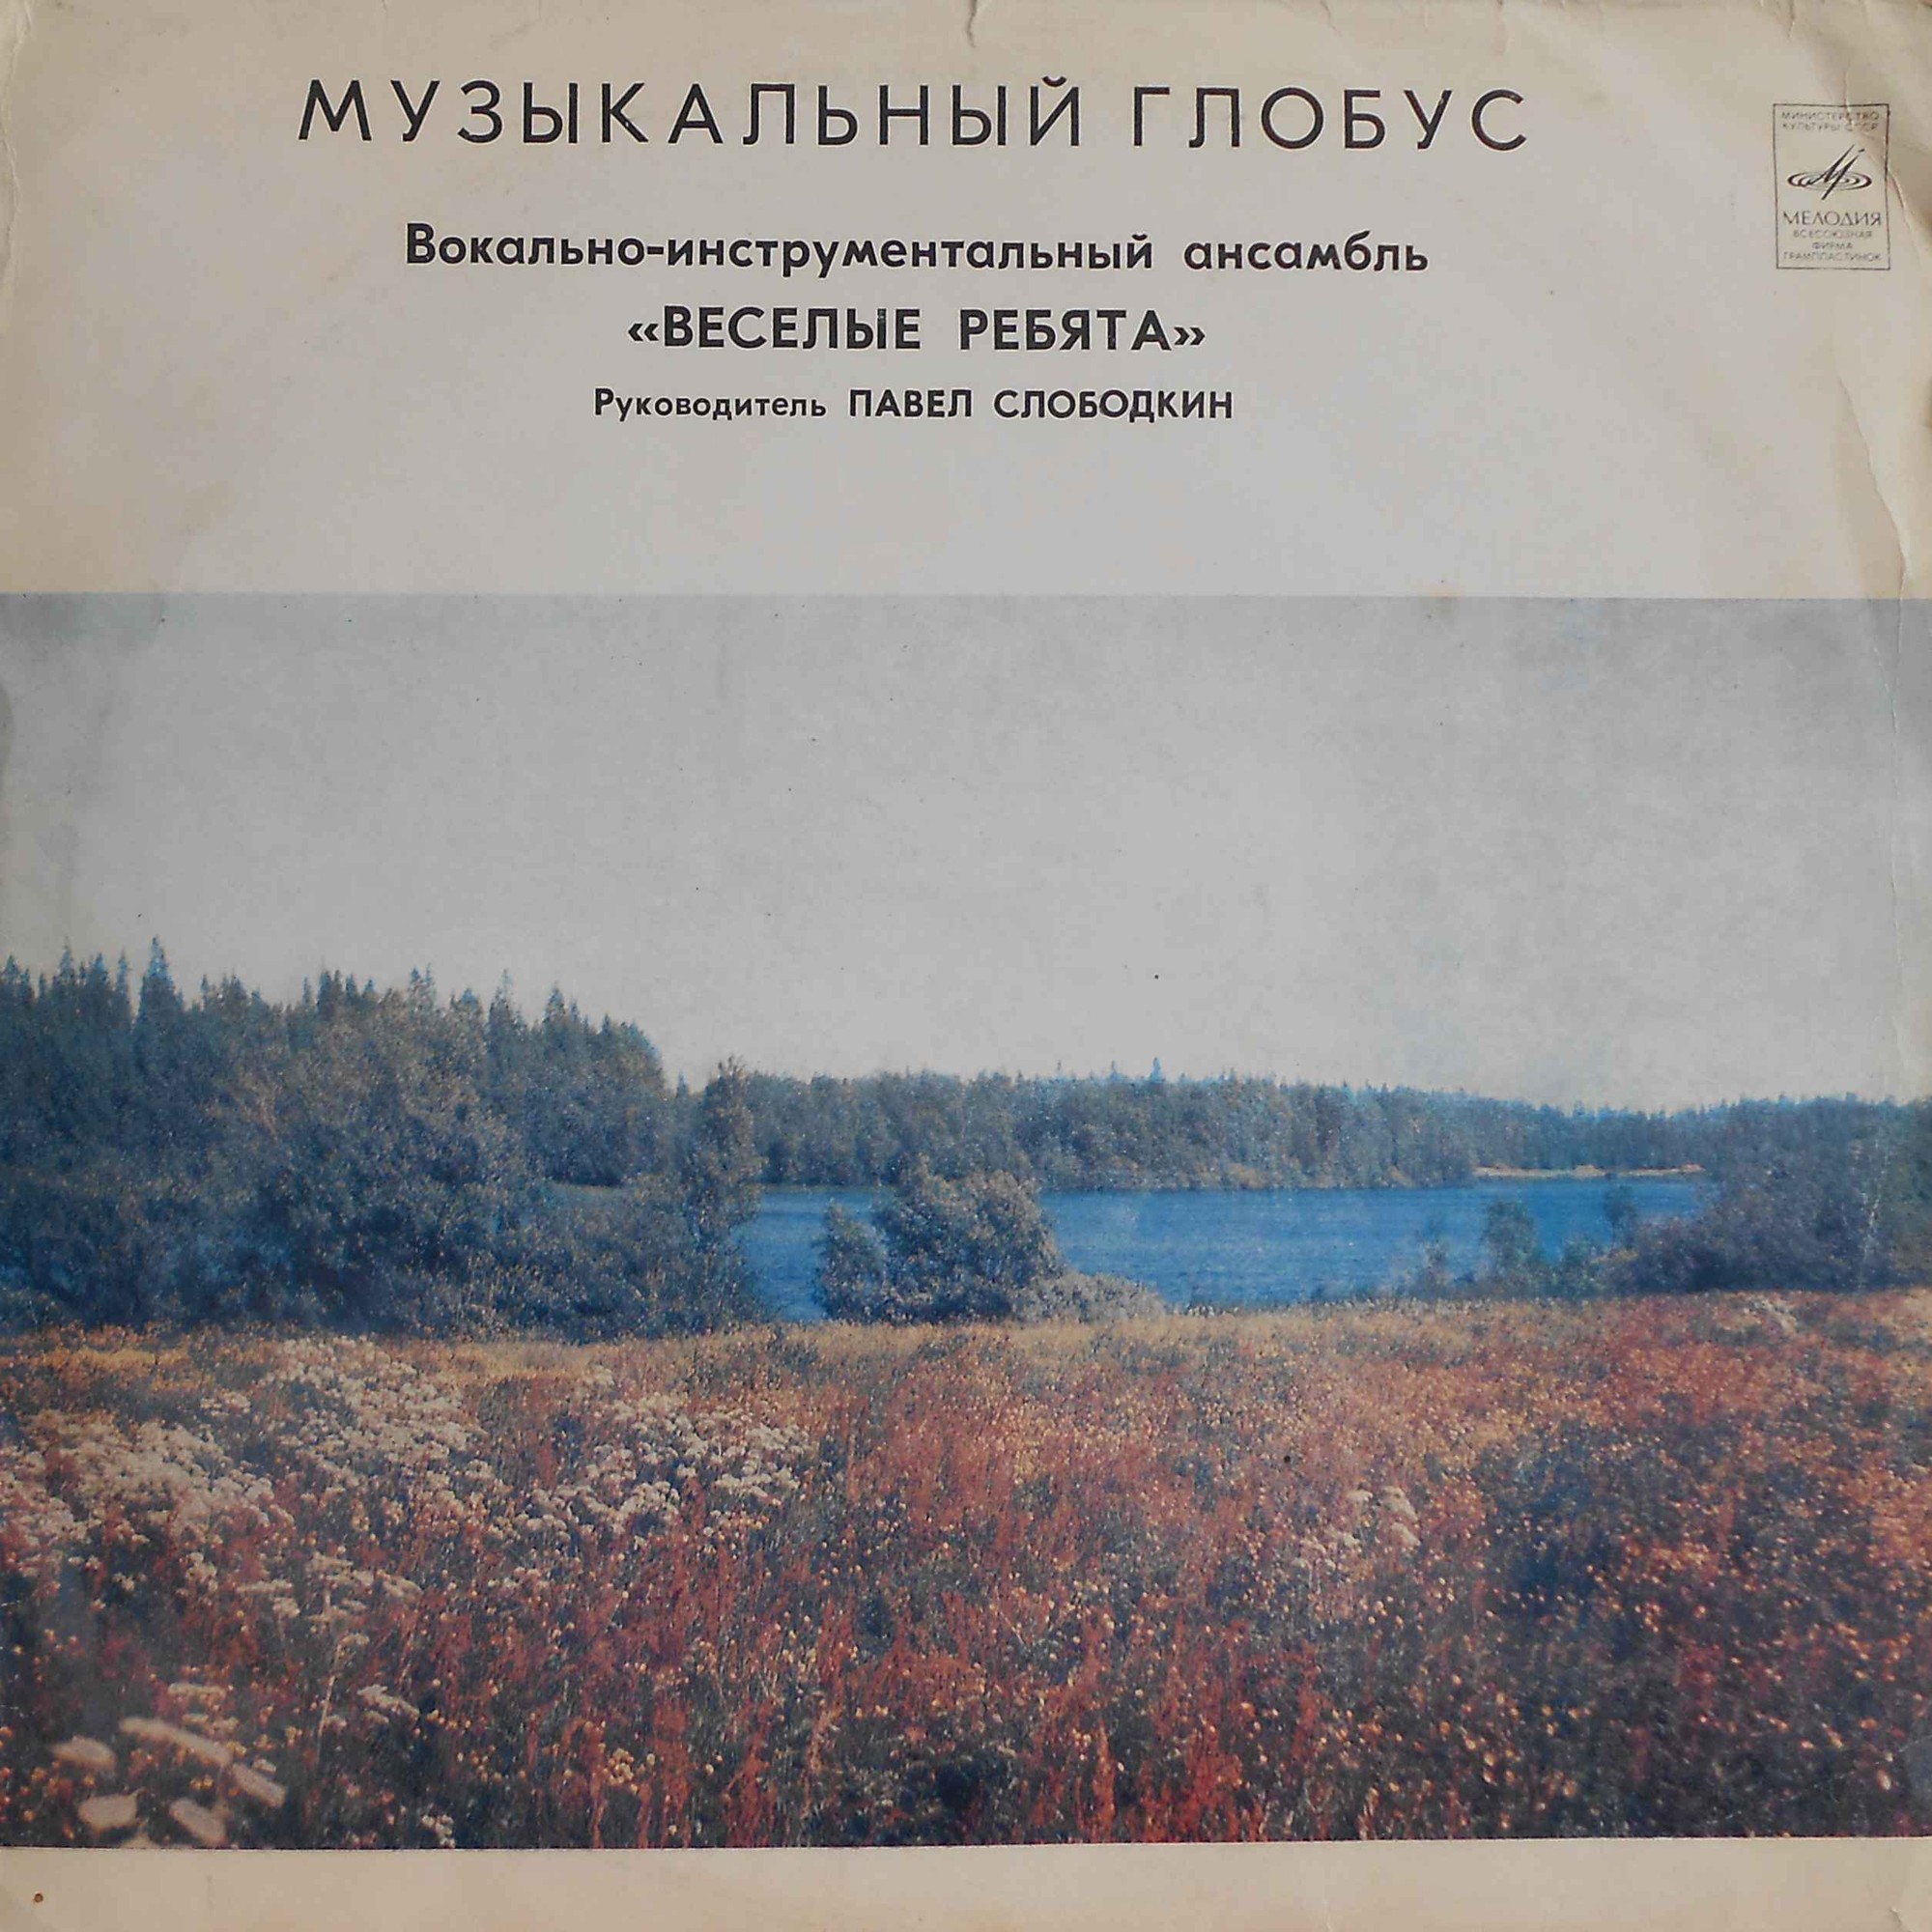 МУЗЫКАЛЬНЫЙ ГЛОБУС
Вокально-инструментальный ансамбль
«ВЕСЕЛЫЕ РЕБЯТА»
Руководитель ПАВЕЛ СЛОБОДКИН
МИНИСТЕРСТВО
КУЛЬТУРЫ СССР
МЕЛОДИЯ
ВСЕСОЮЗНАЯ
ФИРМА
ГРАМПЛАСТИНОК